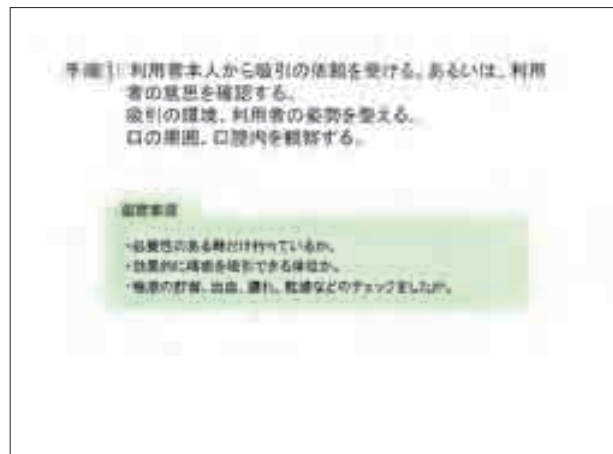 手順1: 利用者本人から吸引の依頼を受ける。あるいは、利用
者の意思を確認する。
吸引の環境、利用者の姿勢を整える。
口の周囲、口腔内を観察する。
留意事項
・必要性のある時だけ行っているか。
・効果的に喀痰を吸引できる体位か。
・喀痰の貯留、出血、腫れ、乾燥などのチェックをしたか。